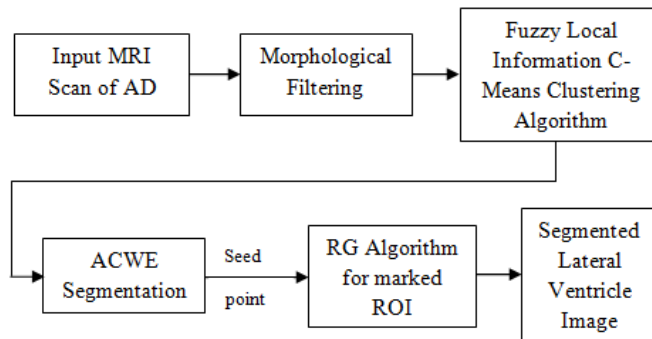 Input MRI
Scan of AD
Morphological
Filtering
Fuzzy Local
Information C-
Means Clustering
Algorithm
ACWE
Segmentation
Seed
point
RG Algorithm
for marked
ROI
Segmented
Lateral
Ventricle
Image